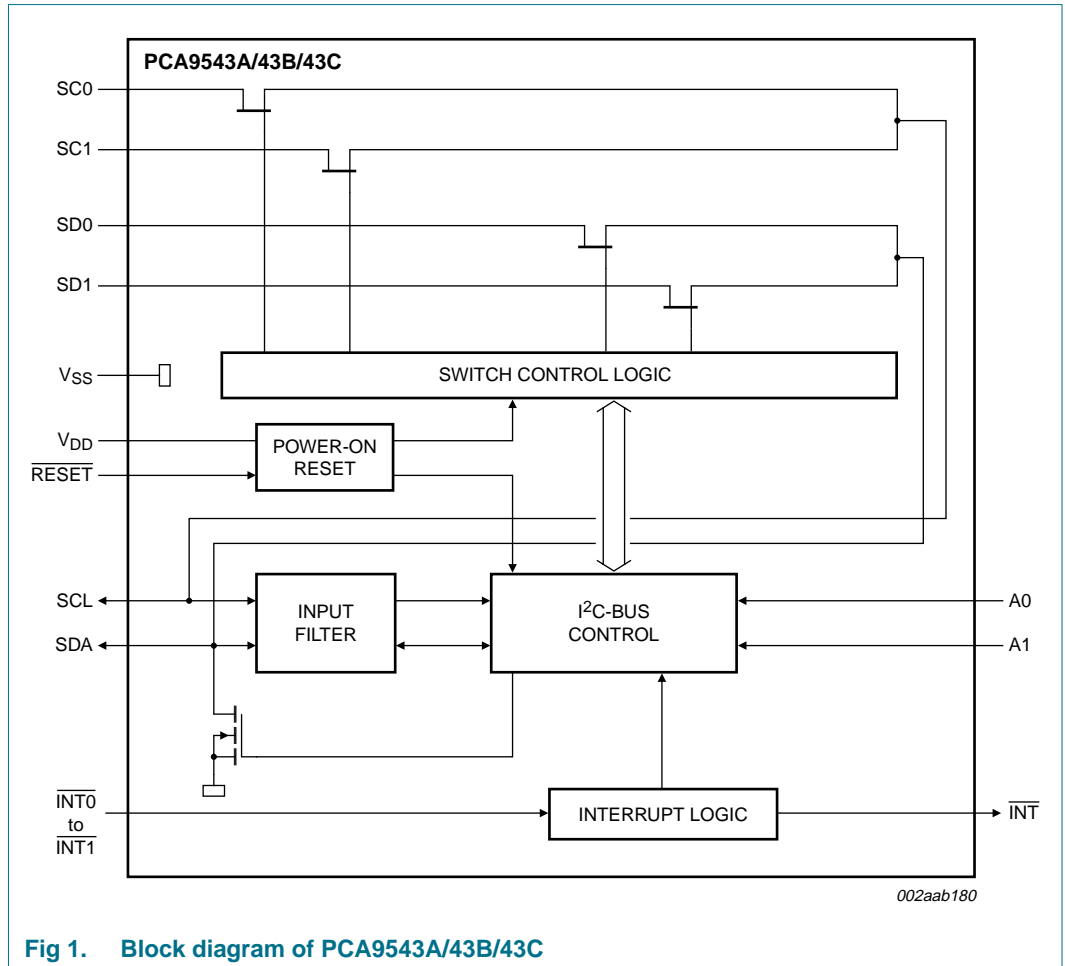 PCA9543A/43B/43C
SC0
SC1
SD0
SD1
VSS
SWITCH CONTROL LOGIC
VDD
RESET
POWER-ON
RESET
SCL
SDA
INPUT
FILTER
I2C-BUS
CONTROL
A0
A1
INT0
to
INT1
INTERRUPT LOGIC
INT
002aab180
Fig 1. Block diagram of PCA9543A/43B/43C